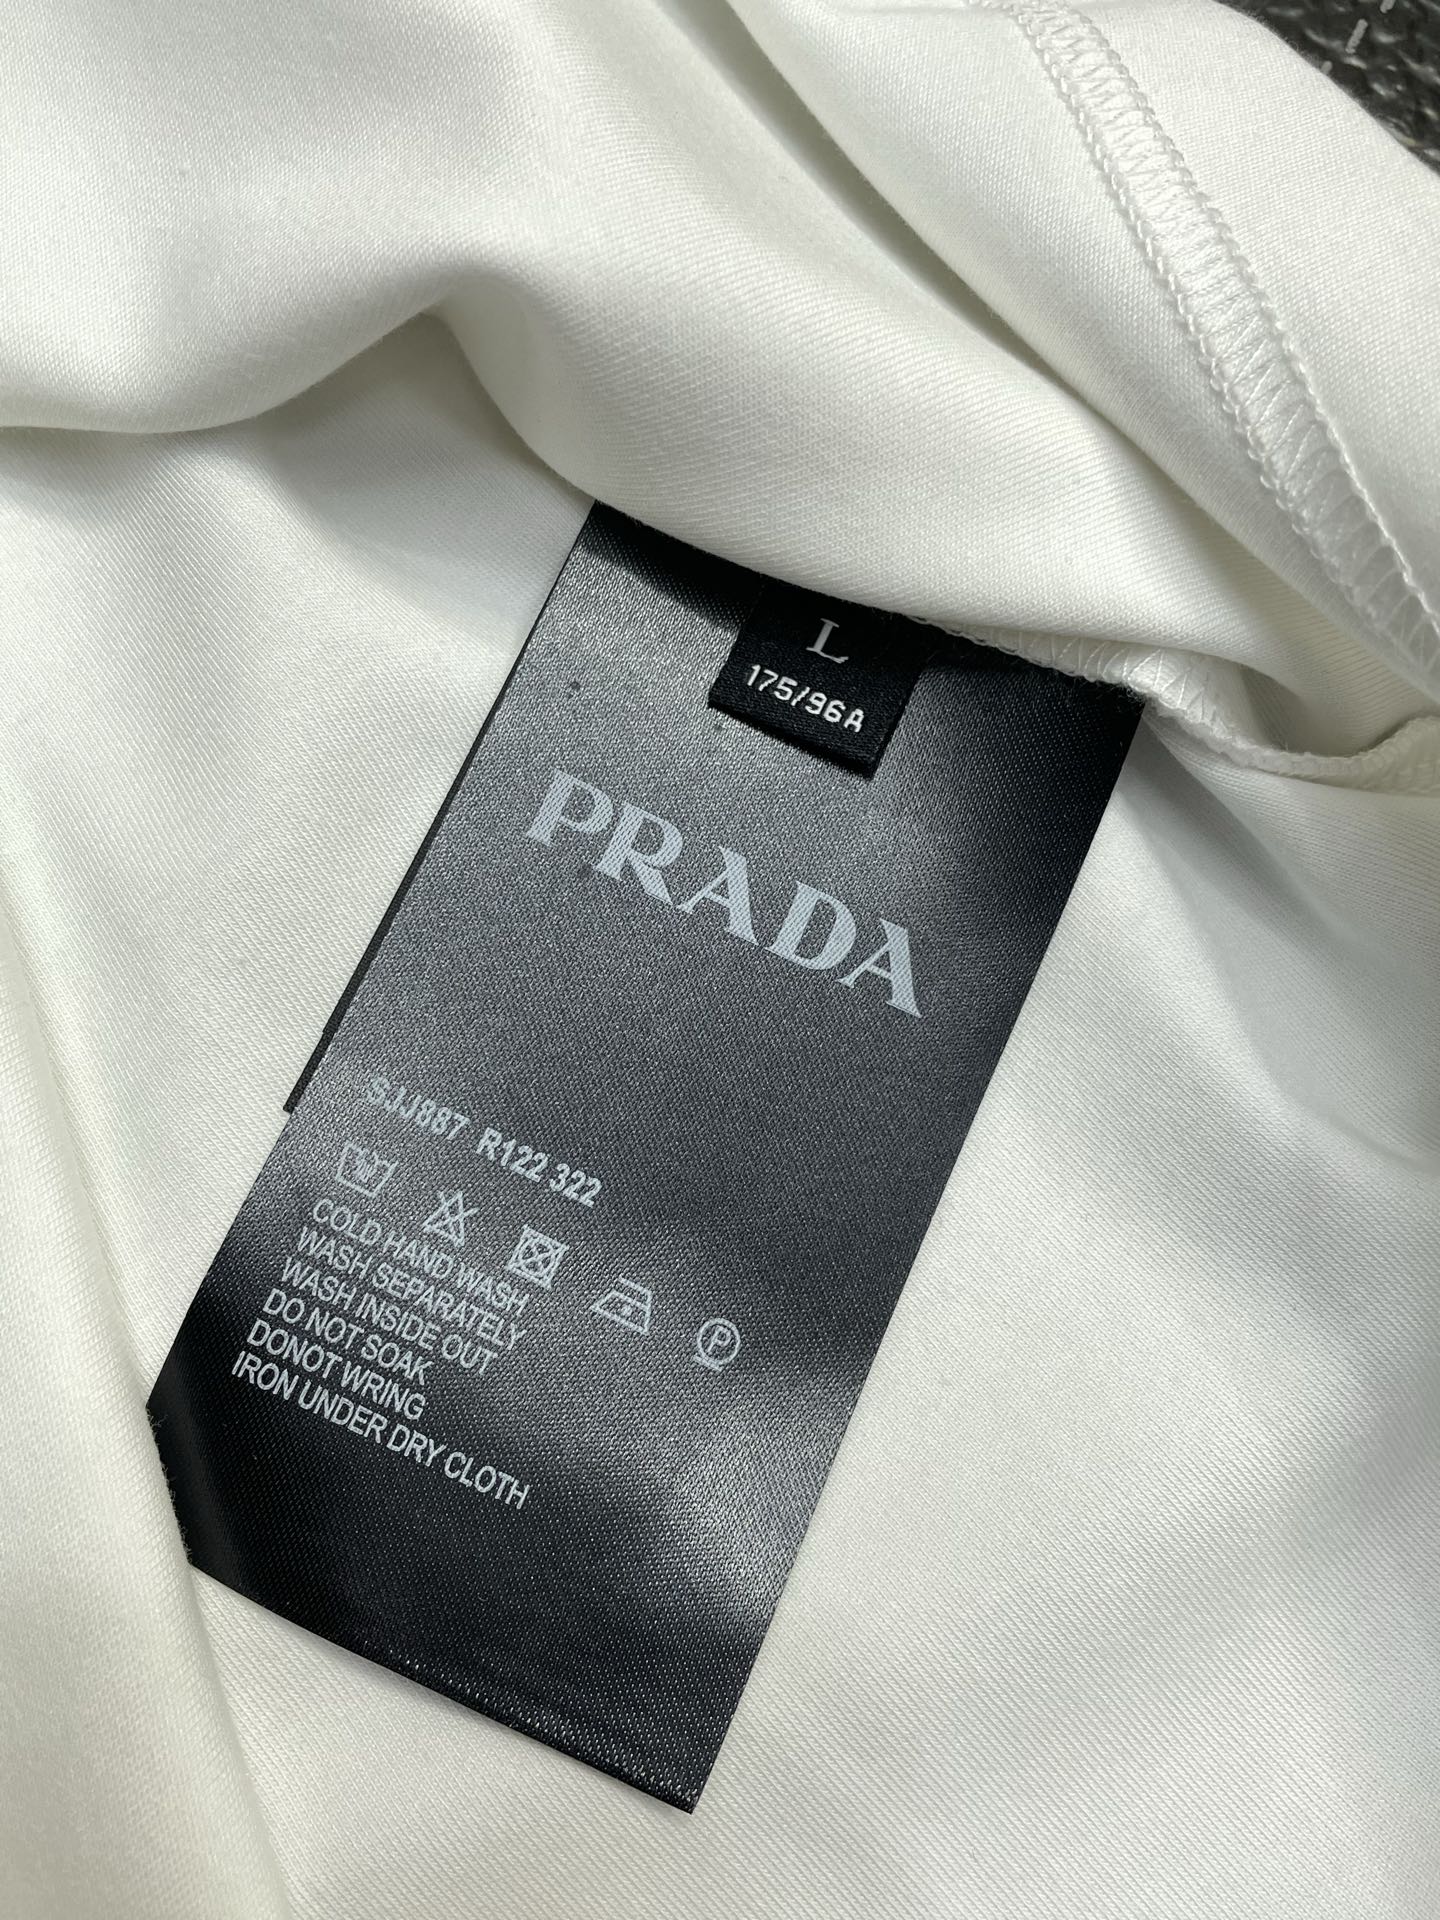 L
175/96A
PRADA
SJJ887 R122 322
P
COLD HAND WASH
WASH SEPARATELY
WASH INSIDE OUT
DO NOT SOAK
DONOT WRING
IRON UNDER DRY CLOTH